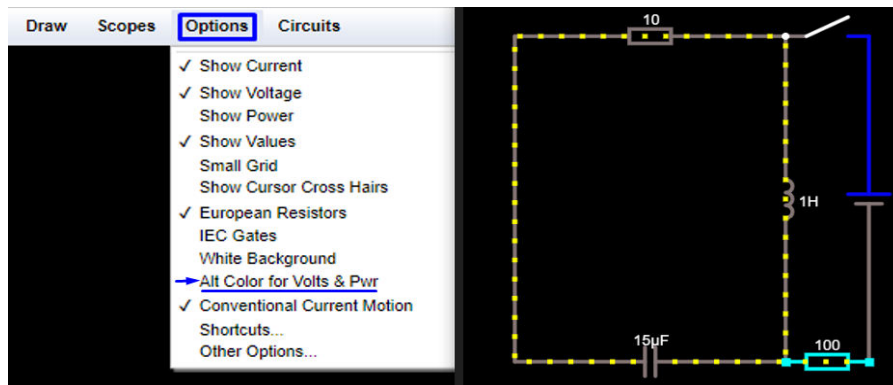 Draw Scopes Options Circuits
✓ Show Current
✓ Show Voltage
Show Power
✓ Show Values
Small Grid
Show Cursor Cross Hairs
✓ European Resistors
IEC Gates
White Background
Alt Color for Volts & Pwr
✓ Conventional Current Motion
Shortcuts...
Other Options...
10
1H
15μF
100